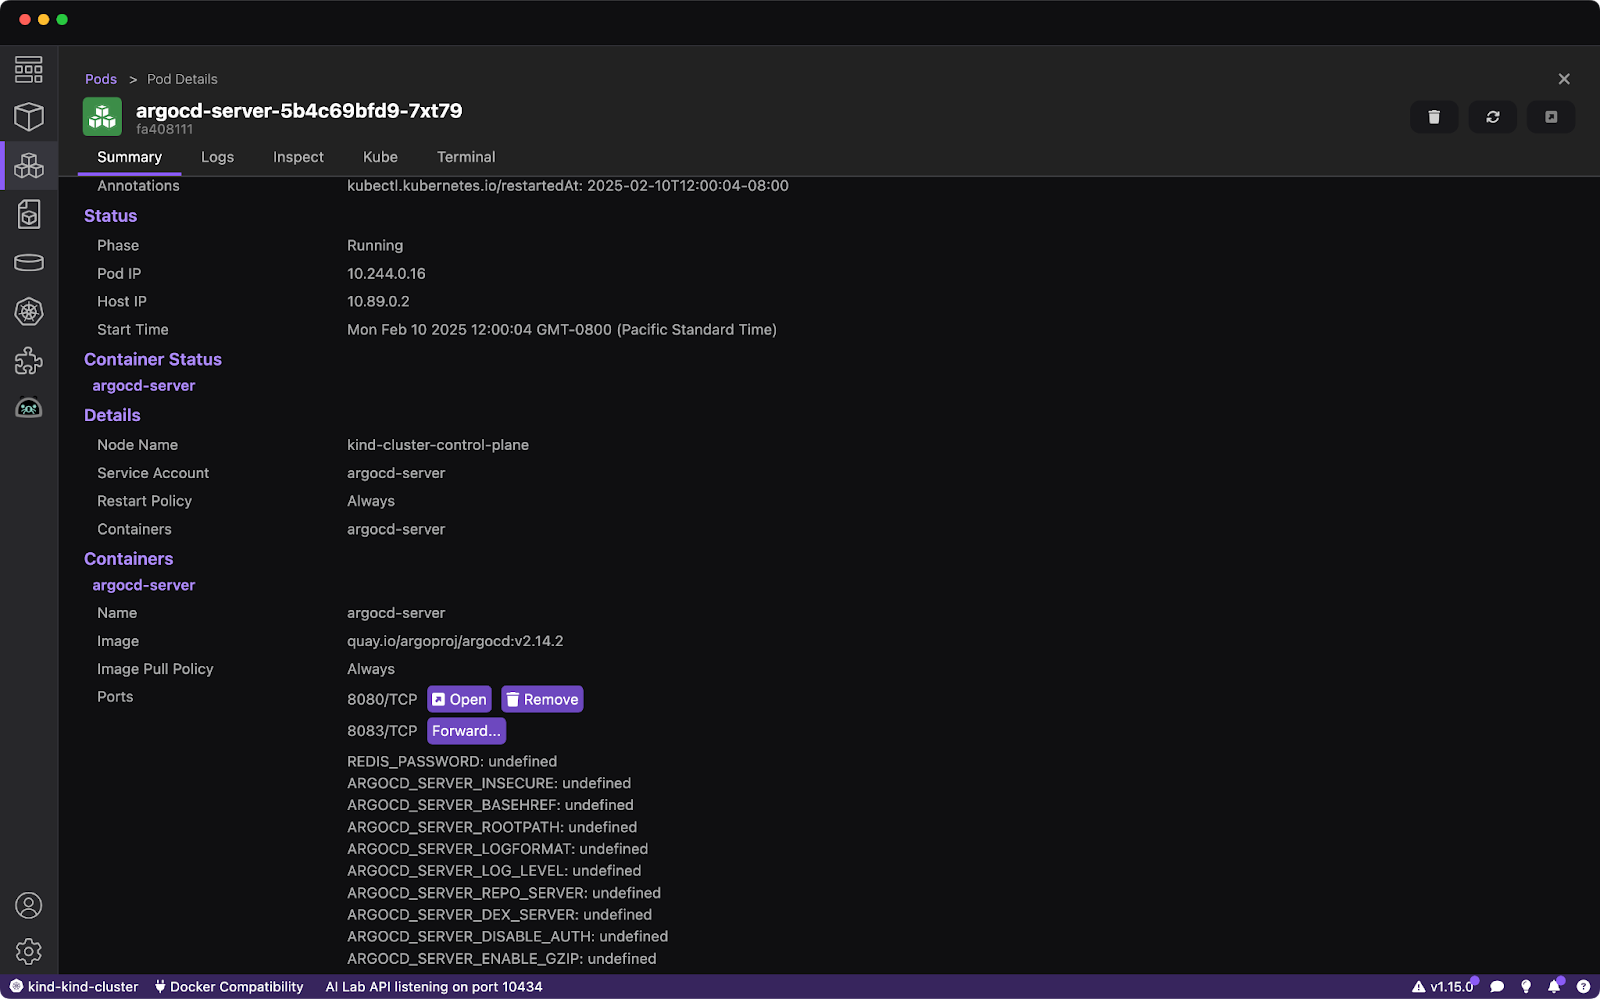 Pods > Pod Details
argocd-server-5b4c69bfd9-7xt79
fa408111
Summary Logs Inspect Kube Terminal
Annotations kubectl.kubernetes.io/restartedAt: 2025-02-10T12:00:04-08:00
Status
Phase Running
Pod IP 10.244.0.16
Host IP 10.89.0.2
Start Time Mon Feb 10 2025 12:00:04 GMT-0800 (Pacific Standard Time)
Container Status
argocd-server
Details
Node Name kind-cluster-control-plane
Service Account argocd-server
Restart Policy Always
Containers argocd-server
Containers
argocd-server
Name argocd-server
Image quay.io/argoproj/argocd:v2.14.2
Image Pull Policy Always
Ports 8080/TCP Open Remove
8083/TCP Forward...
REDIS_PASSWORD: undefined
ARGOCD_SERVER_INSECURE: undefined
ARGOCD_SERVER_BASEHREF: undefined
ARGOCD_SERVER_ROOTPATH: undefined
ARGOCD_SERVER_LOGFORMAT: undefined
ARGOCD_SERVER_LOG_LEVEL: undefined
ARGOCD_SERVER_REPO_SERVER: undefined
ARGOCD_SERVER_DEX_SERVER: undefined
ARGOCD_SERVER_DISABLE_AUTH: undefined
ARGOCD_SERVER_ENABLE_GZIP: undefined
kind-kind-cluster Docker Compatibility AI Lab API listening on port 10434 v1.15.0